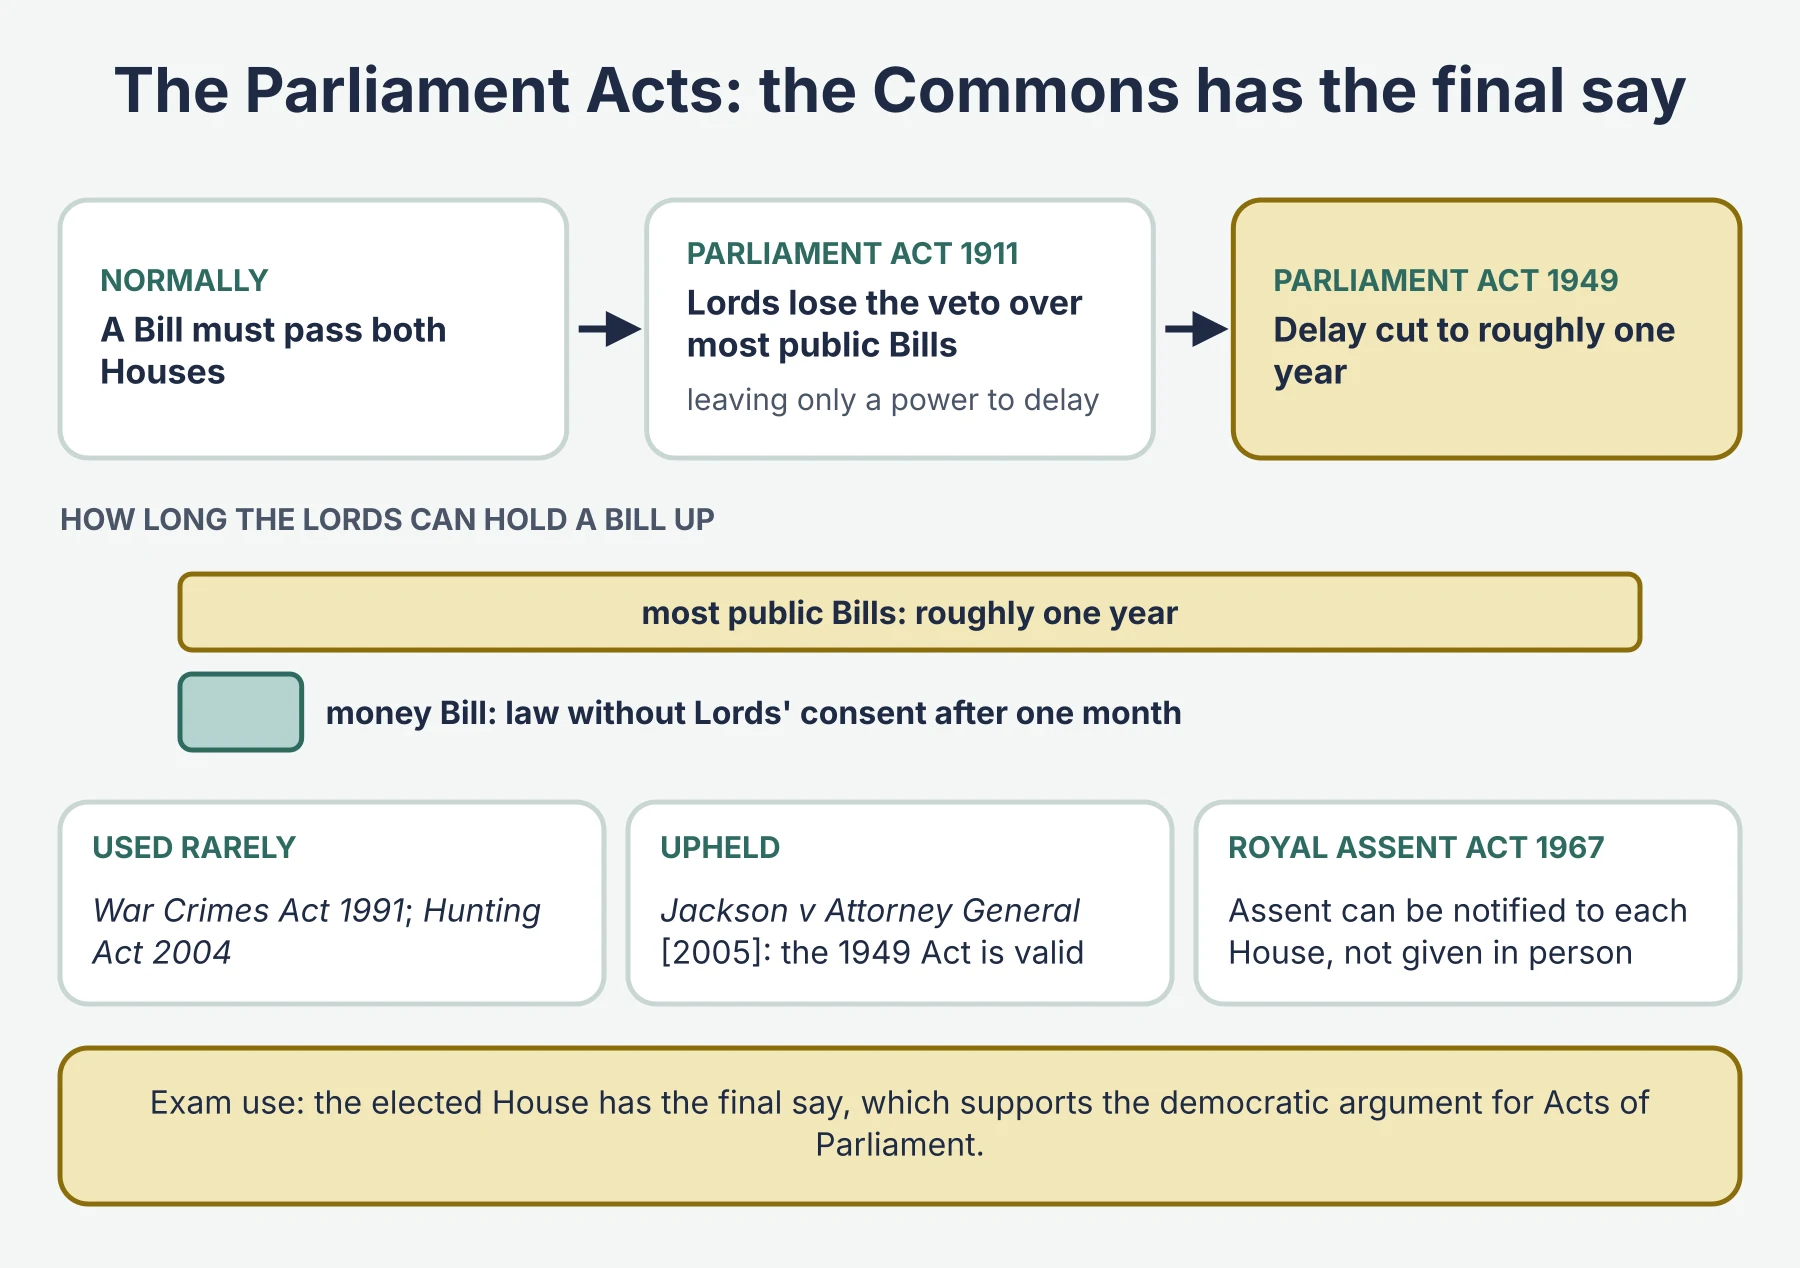 The Parliament Acts: the Commons has the final say
NORMALLY
A Bill must pass both
Houses
PARLIAMENT ACT 1911
Lords lose the veto over
most public Bills
leaving only a power to delay
PARLIAMENT ACT 1949
Delay cut to roughly one
year
HOW LONG THE LORDS CAN HOLD A BILL UP
most public Bills: roughly one year
money Bill: law without Lords' consent after one month
USED RARELY
War Crimes Act 1991; Hunting
Act 2004
UPHELD
Jackson v Attorney General
[2005]: the 1949 Act is valid
ROYAL ASSENT ACT 1967
Assent can be notified to each
House, not given in person
Exam use: the elected House has the final say, which supports the democratic argument for Acts of
Parliament.